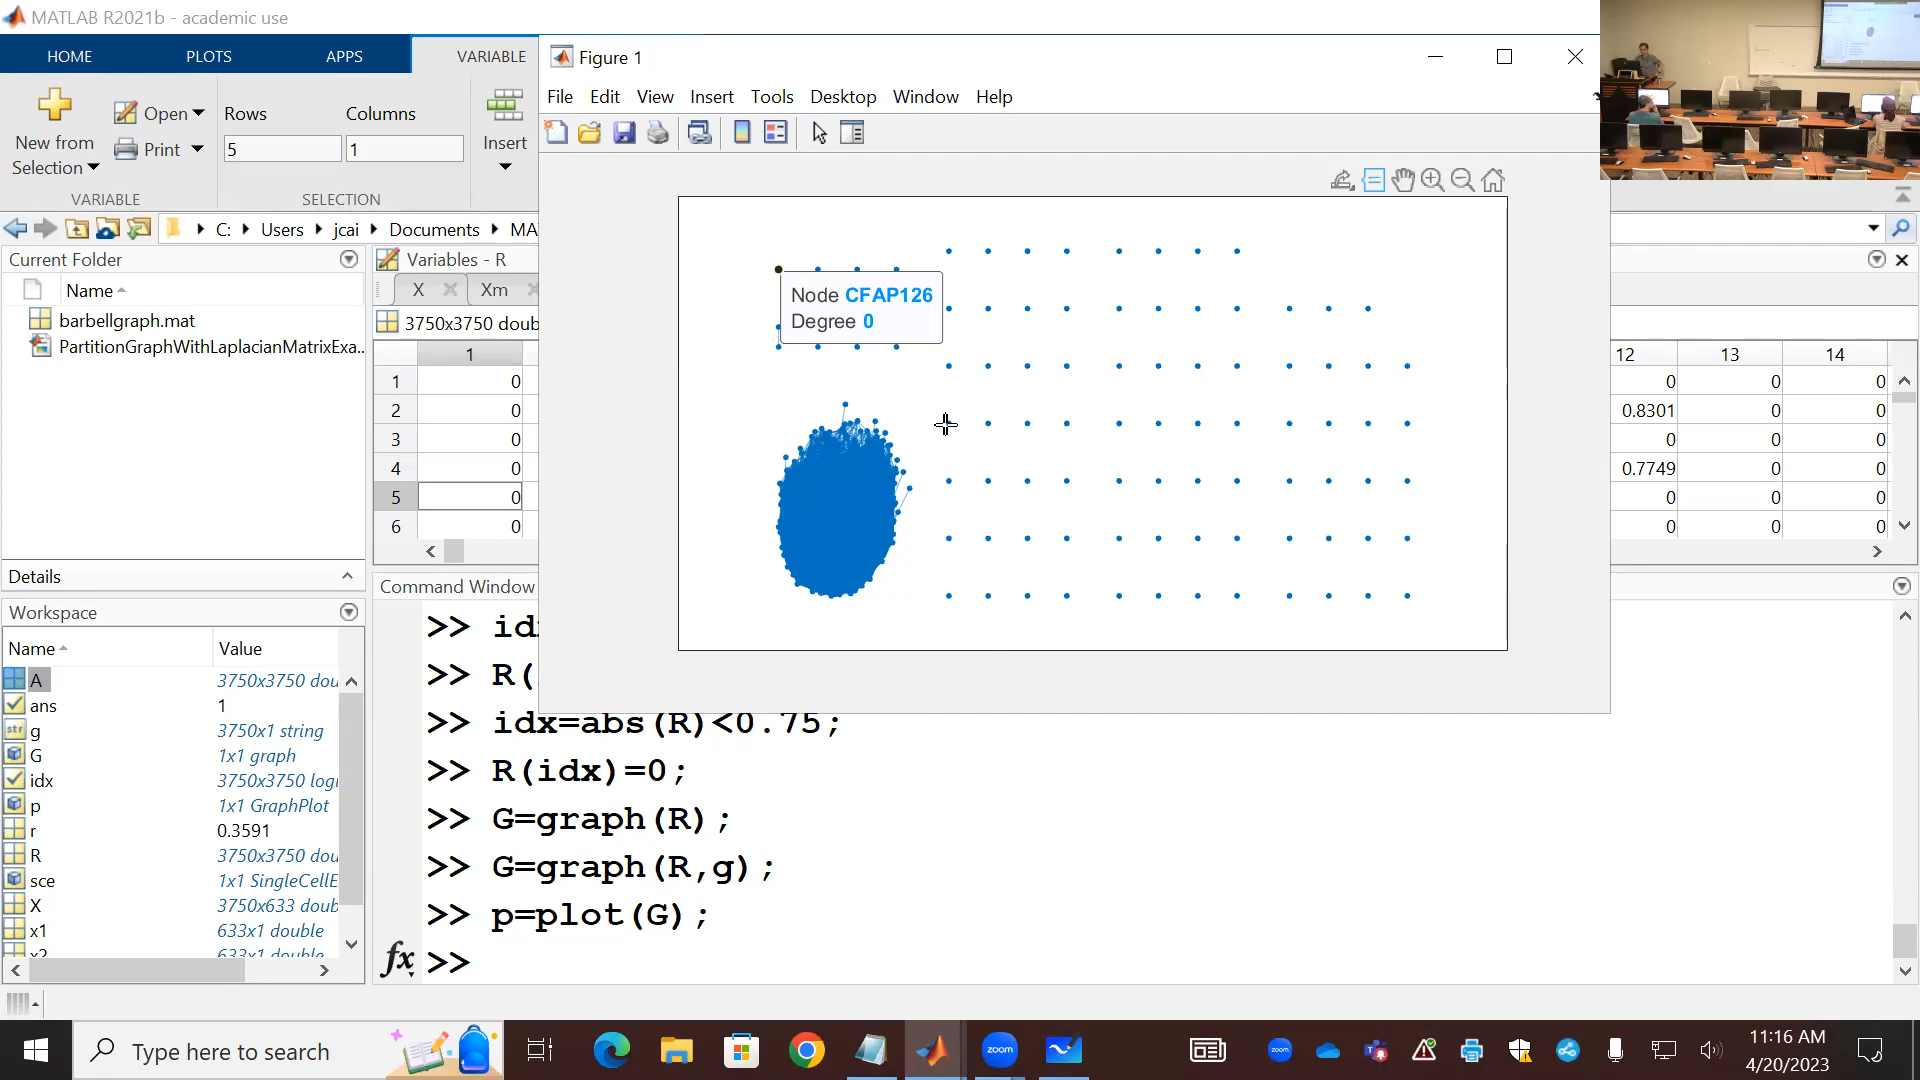 MATLAB R2021b - academic use
HOME
PLOTS
APPS
VARIABLE
New from
Selection
Open
Print
Rows
5
Columns
1
Insert
VARIABLE
SELECTION
C:
Users
jcai
Documents
MA
Current Folder
Name
barbellgraph.mat
PartitionGraphWithLaplacianMatrixExa...
Details
Workspace
Name
Value
A
3750x3750 dou
ans
1
g
3750x1 string
G
1x1 graph
idx
3750x3750 logi
p
1x1 GraphPlot
r
0.3591
R
3750x3750 dou
sce
1x1 SingleCellE
X
3750x633 doub
x1
633x1 double
x2
633x1 double
Variables - R
X
Xm
3750x3750 doub
1
1 0
2 0
3 0
4 0
5 0
6 0
12 13 14
0 0 0
0.8301 0 0
0 0 0
0.7749 0 0
0 0 0
0 0 0
Figure 1
File
Edit
View
Insert
Tools
Desktop
Window
Help
Node CFAP126
Degree 0
Command Window
>> id
>> R(
>> idx=abs(R)<0.75;
>> R(idx)=0;
>> G=graph(R);
>> G=graph(R,g);
>> p=plot(G);
fx >>
Type here to search
zoom
zoom
11:16 AM
4/20/2023